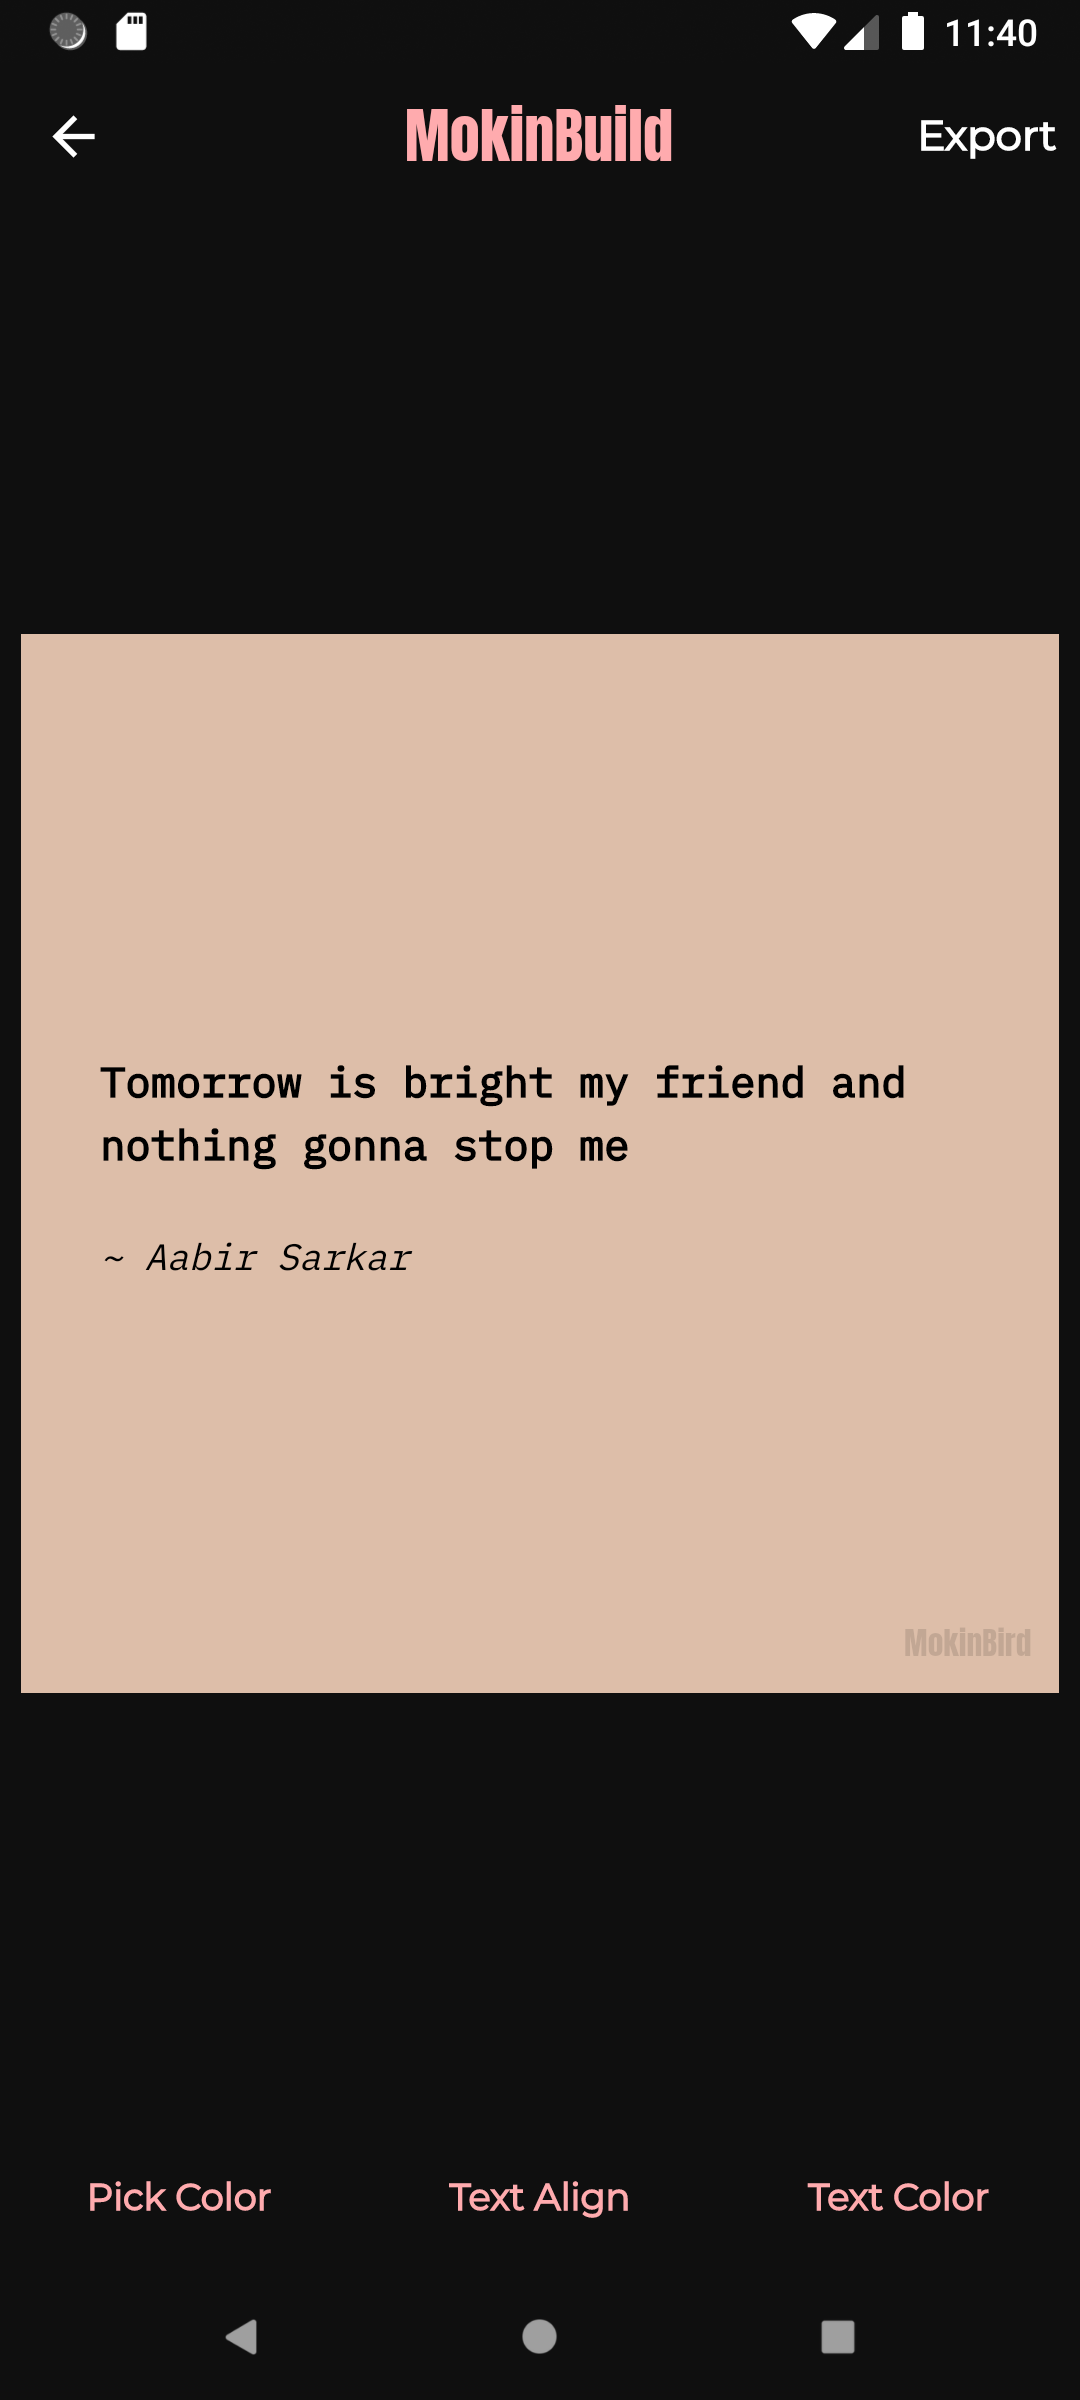 11:40
MokinBuild
Export
Tomorrow is bright my friend and
nothing gonna stop me
~ Aabir Sarkar
MokinBird
Pick Color
Text Align
Text Color